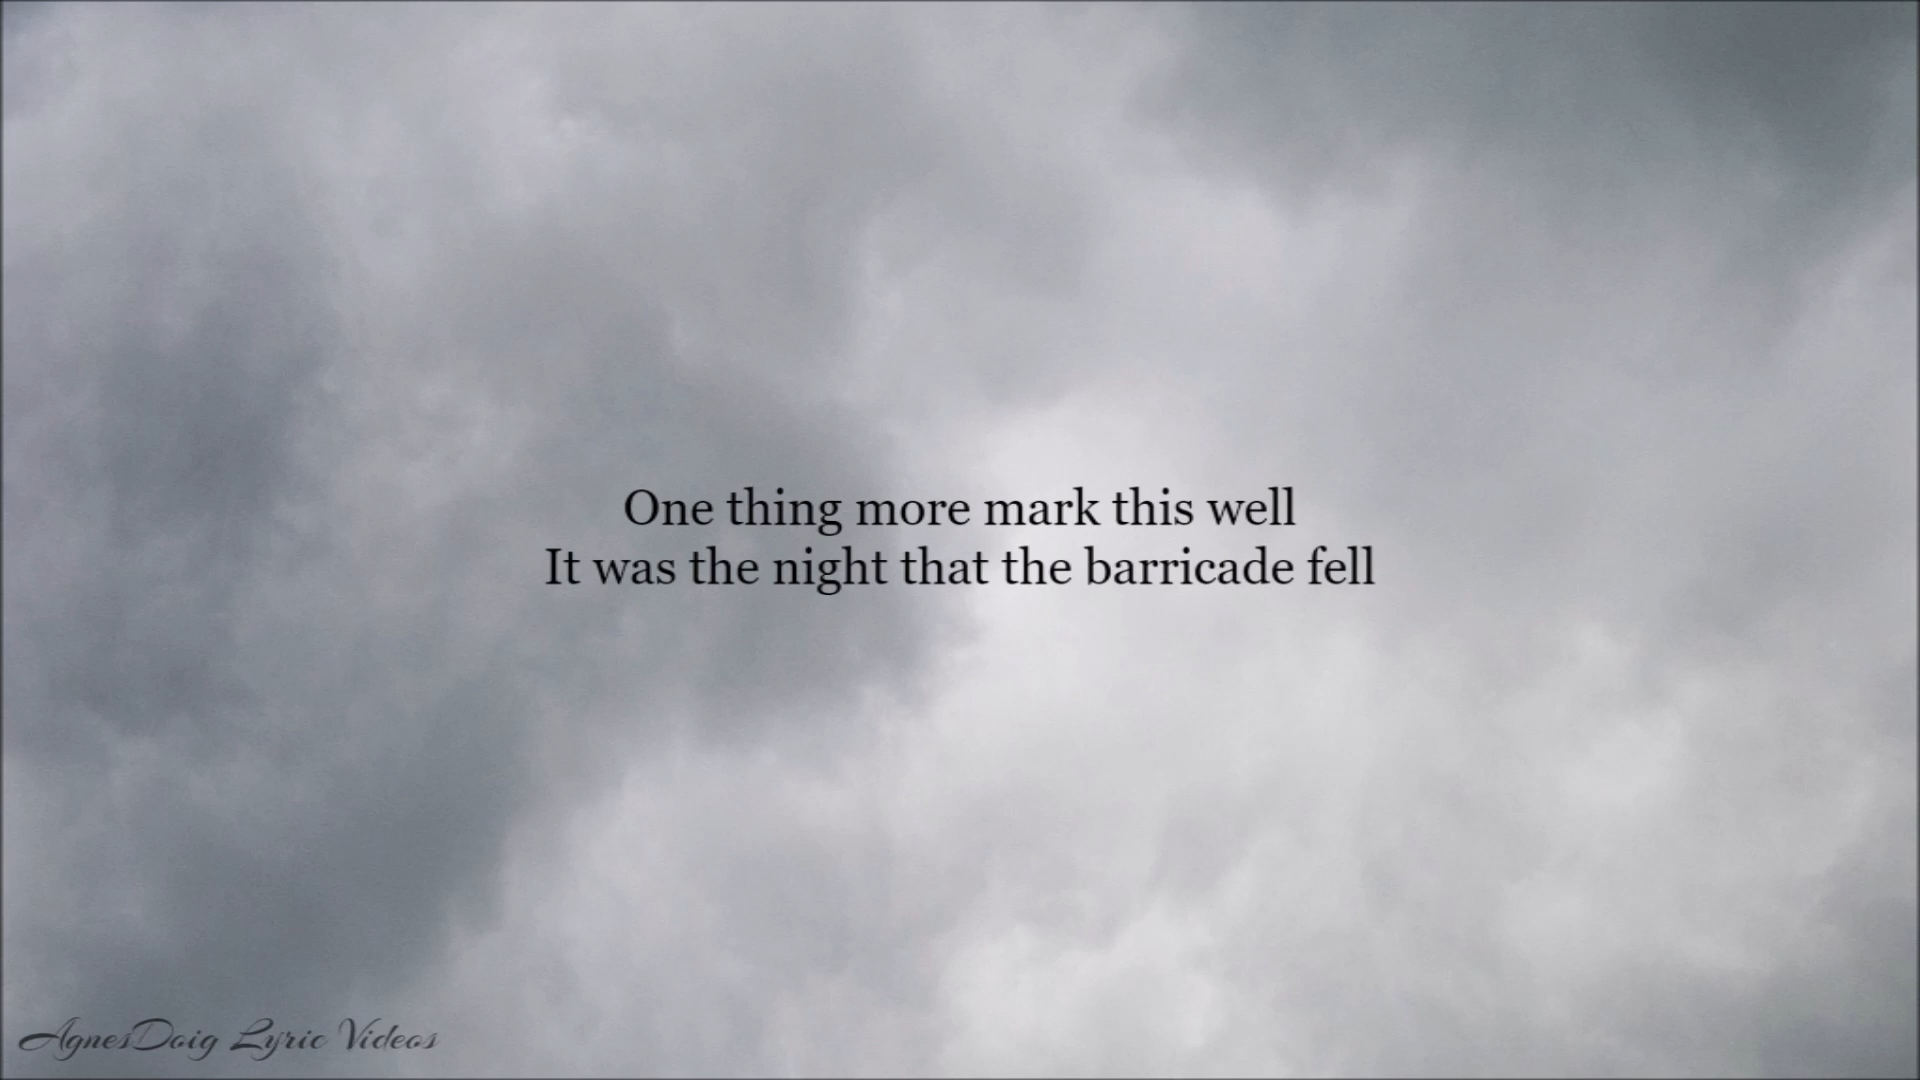 One thing more mark this well
It was the night that the barricade fell
AgnesDoig Lyric Videos